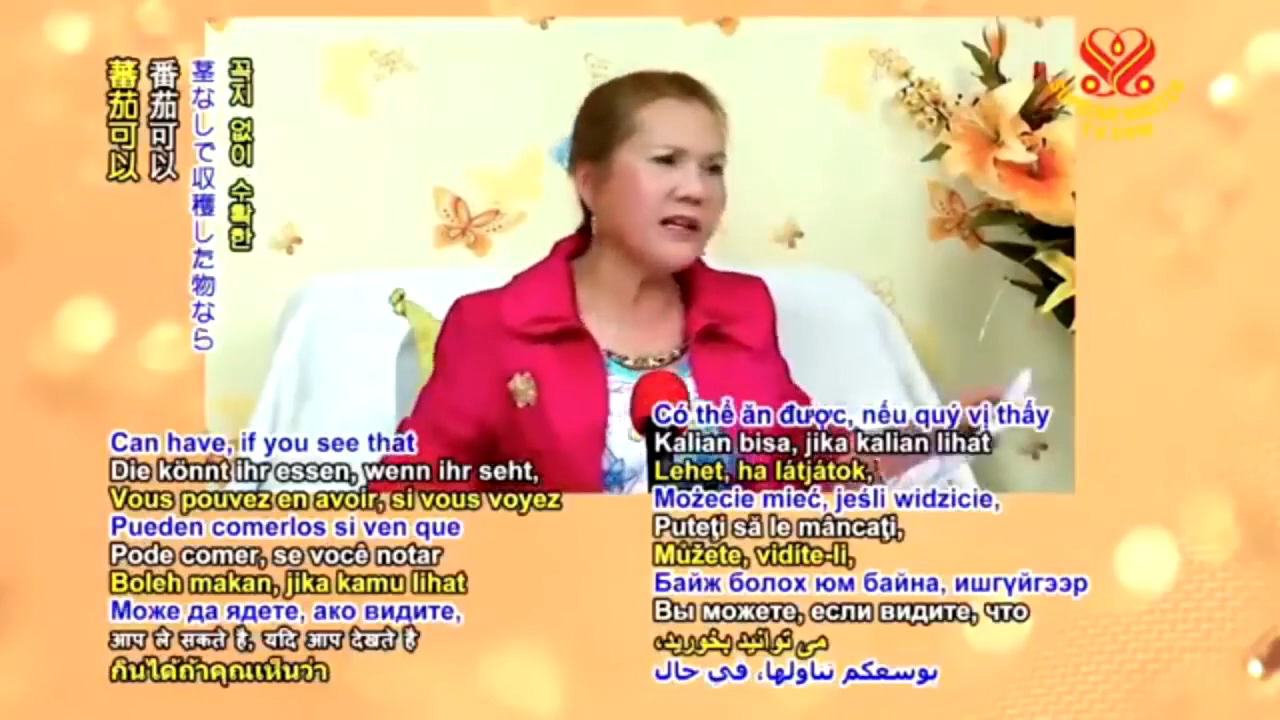 蕃茄可以
番茄可以
茎なしで収穫した物なら
꼭지 없이 수확한
Can have, if you see that
Die könnt ihr essen, wenn ihr seht,
Vous pouvez en avoir, si vous voyez
Pueden comerlos si ven que
Pode comer, se você notar
Boleh makan, jika kamu lihat
Може да ядете, ако видите,
आप ले सकते है, यदि आप देखते है
กินได้ถ้าคุณเห็นว่า
Có thể ăn được, nếu quý vị thấy
Kalian bisa, jika kalian lihat
Lehet, ha látjátok,
Możecie mieć, jeśli widzicie,
Puteţi să le mâncaţi,
Můžete, vidíte-li,
Байж болох юм байна, ишгүйгээр
Вы можете, если видите, что
می توانید بخورید،
بوسعكم تناولها، في حال